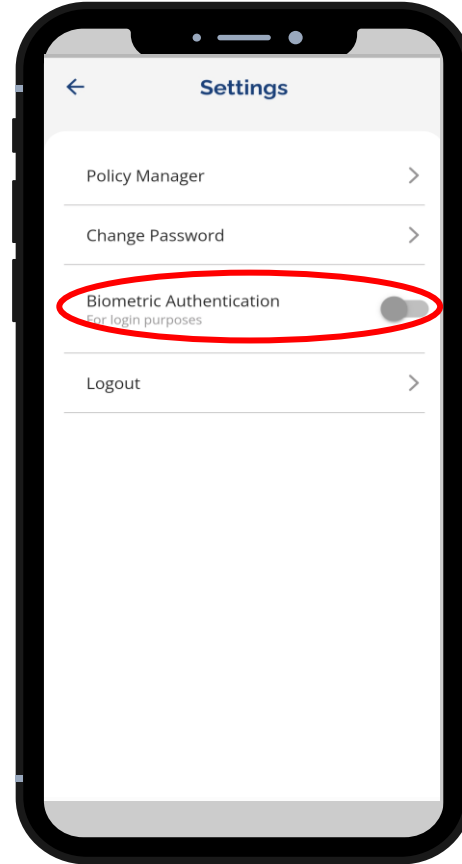 Settings
Policy Manager
Change Password
Biometric Authentication
For login purposes
Logout